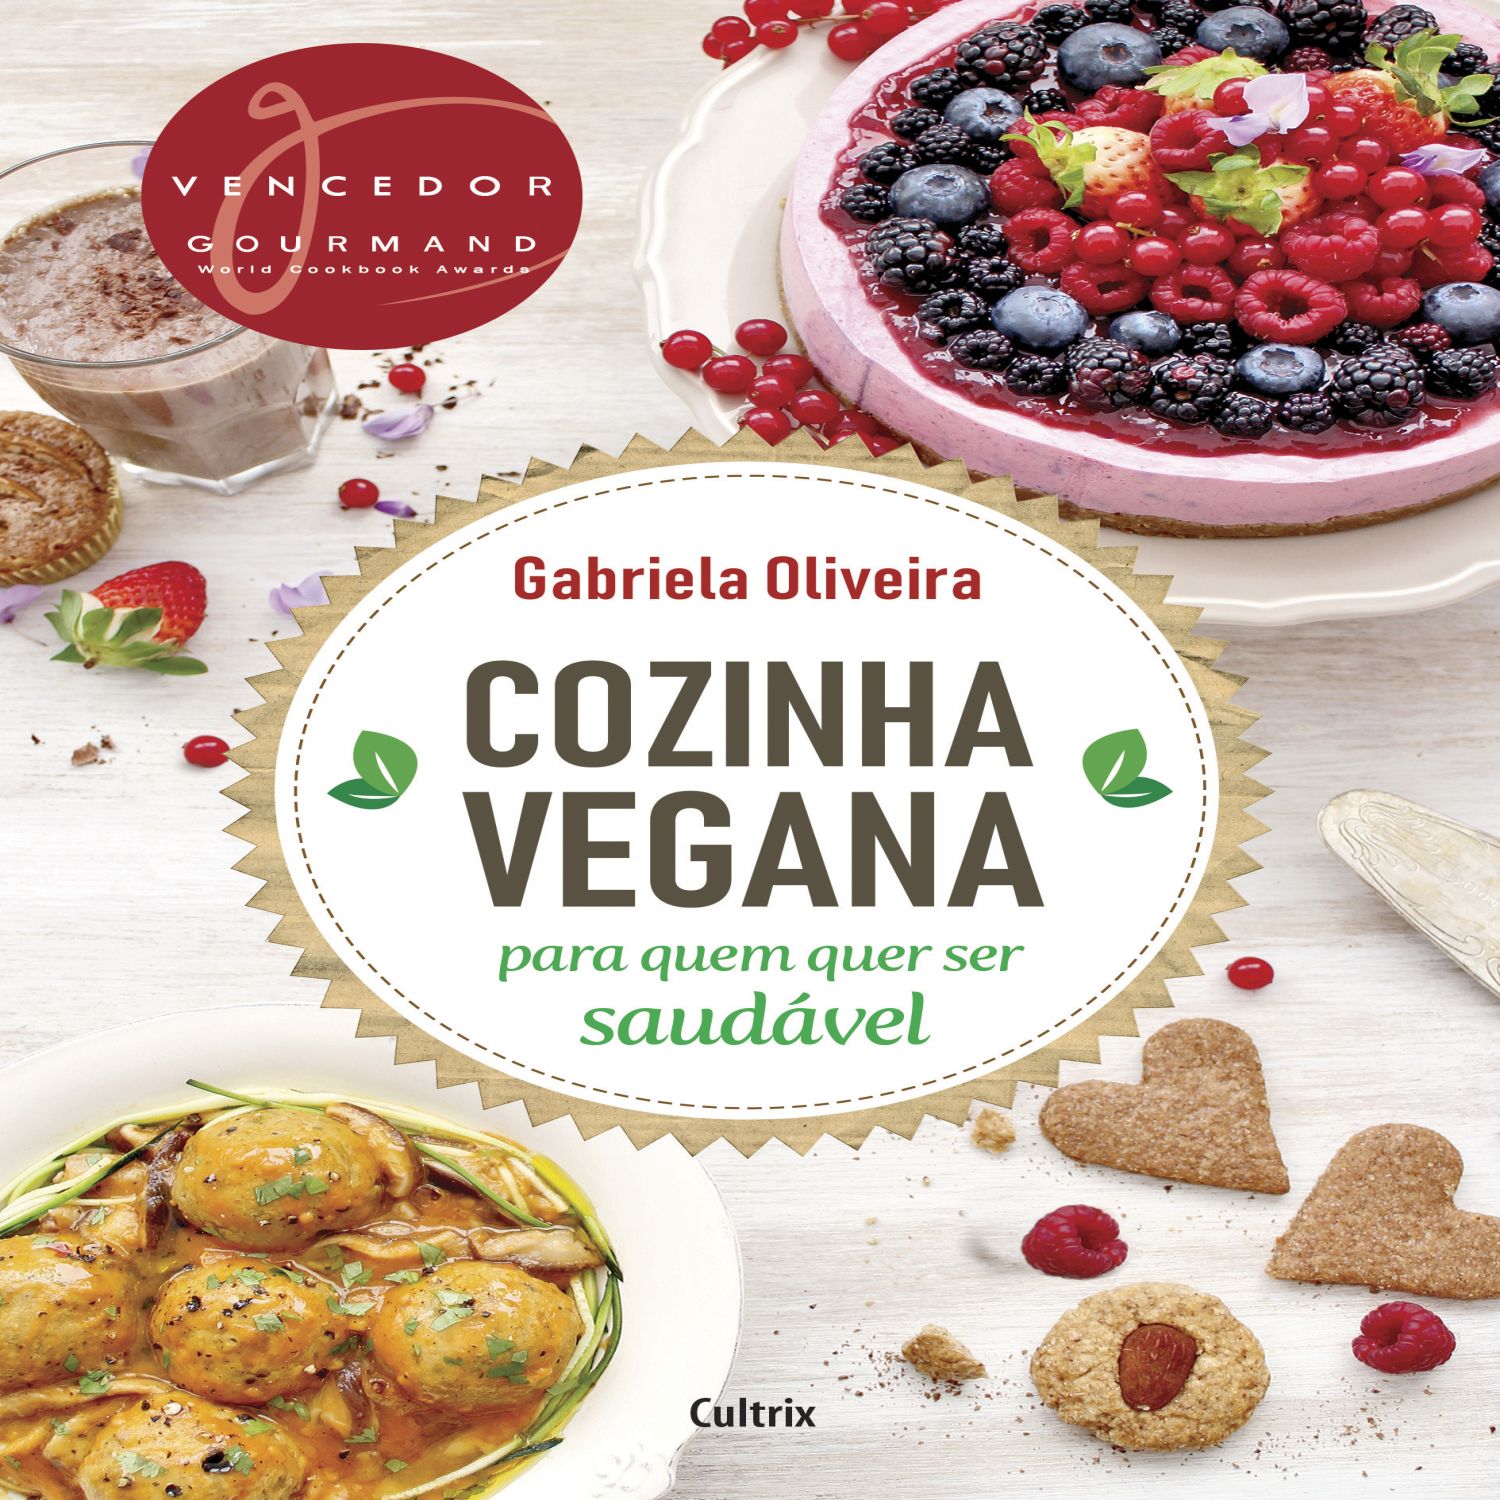 VENCEDOR
GOURMAND
World Cookbook Awards
Gabriela Oliveira
COZINHA
VEGANA
para quem quer ser
saudável
Cultrix